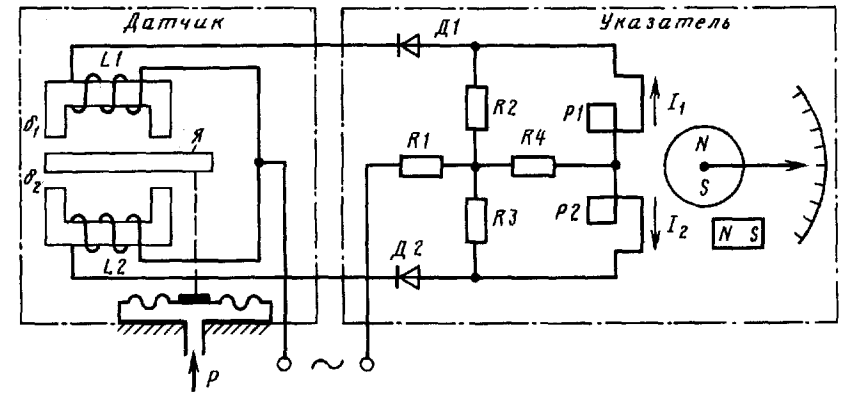 Датчик
Указатель
L1
Д1
δ1
Я
R2
P1
I1
R1
R4
N
S
δ2
R3
P2
I2
N S
L2
Д2
P
~